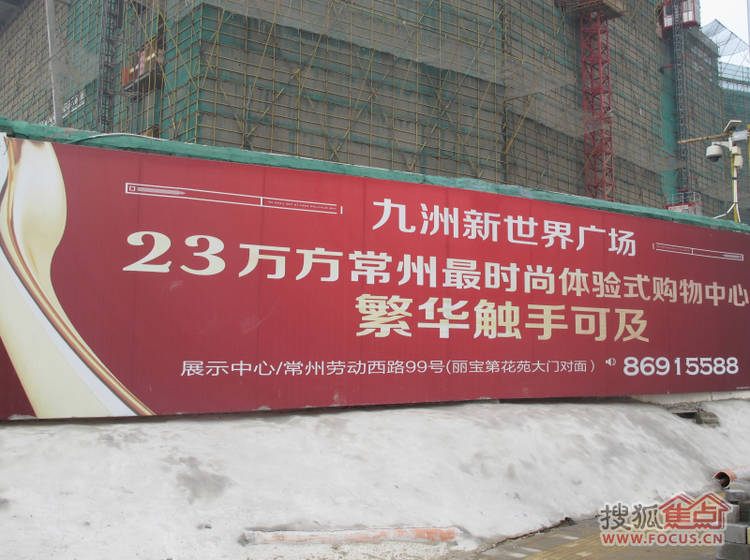 九洲新世界广场
23万方常州最时尚体验式购物中心
繁华触手可及
展示中心/常州劳动西路99号(丽宝第花苑大门对面) 86915588
搜狐焦点
WWW.FOCUS.CN